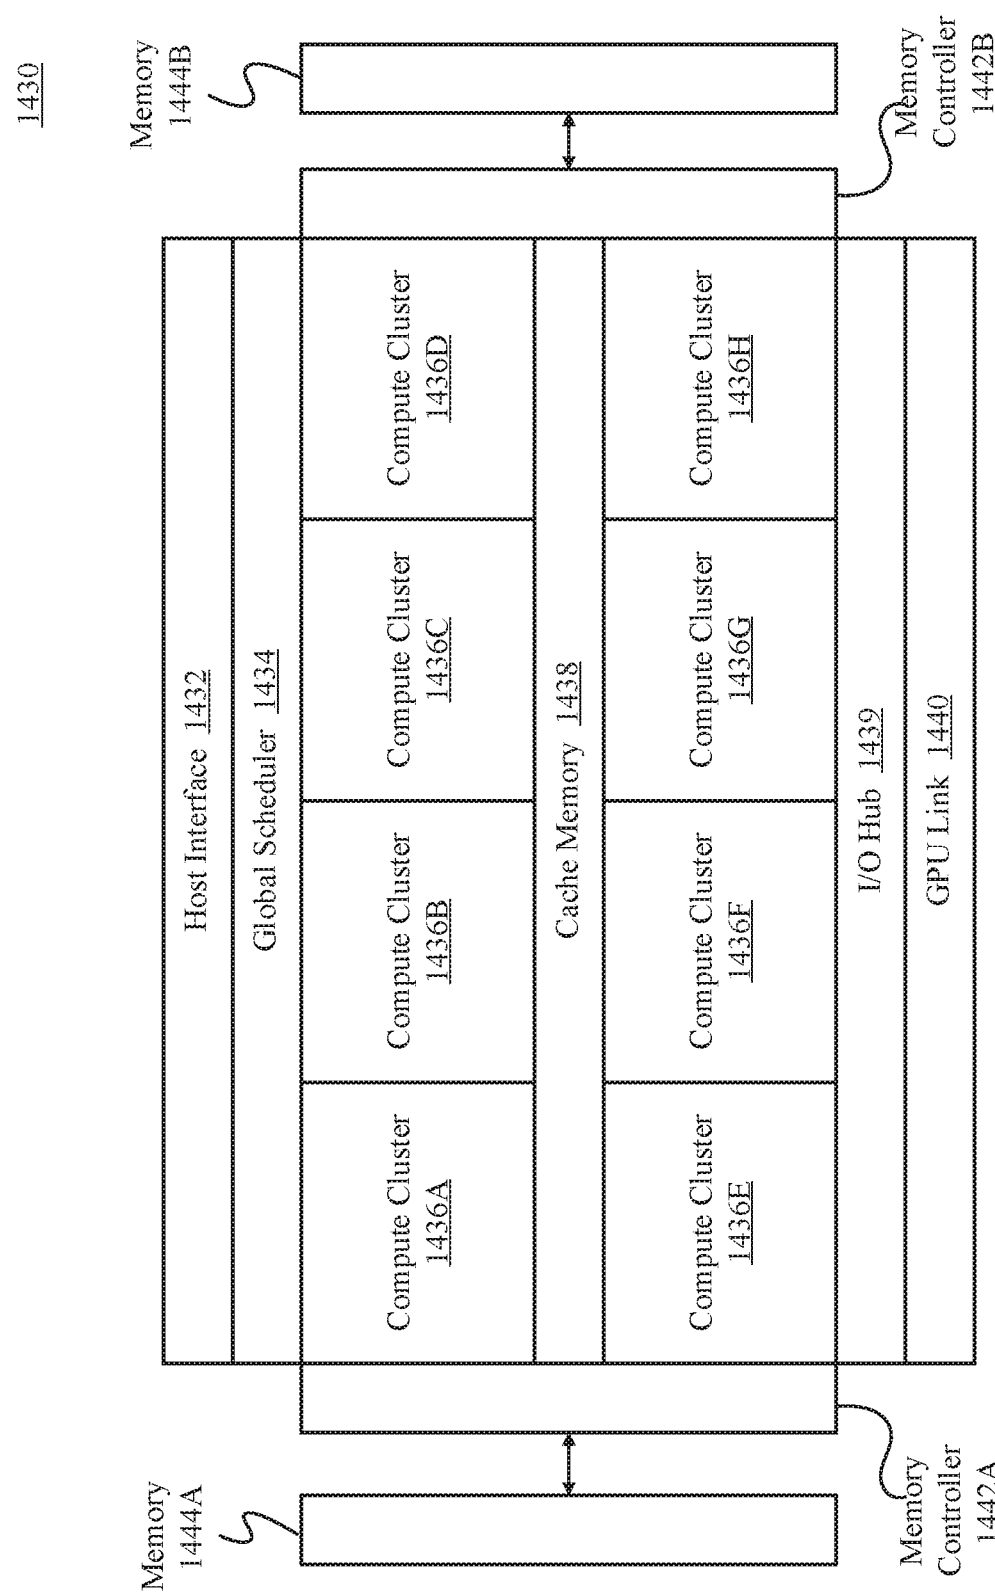 1430
Memory
1444A
Memory
1444B
Host Interface 1432
Global Scheduler 1434
Compute Cluster
1436A
Compute Cluster
1436B
Compute Cluster
1436C
Compute Cluster
1436D
Cache Memory 1438
Compute Cluster
1436E
Compute Cluster
1436F
Compute Cluster
1436G
Compute Cluster
1436H
I/O Hub 1439
GPU Link 1440
Memory
Controller
1442A
Memory
Controller
1442B